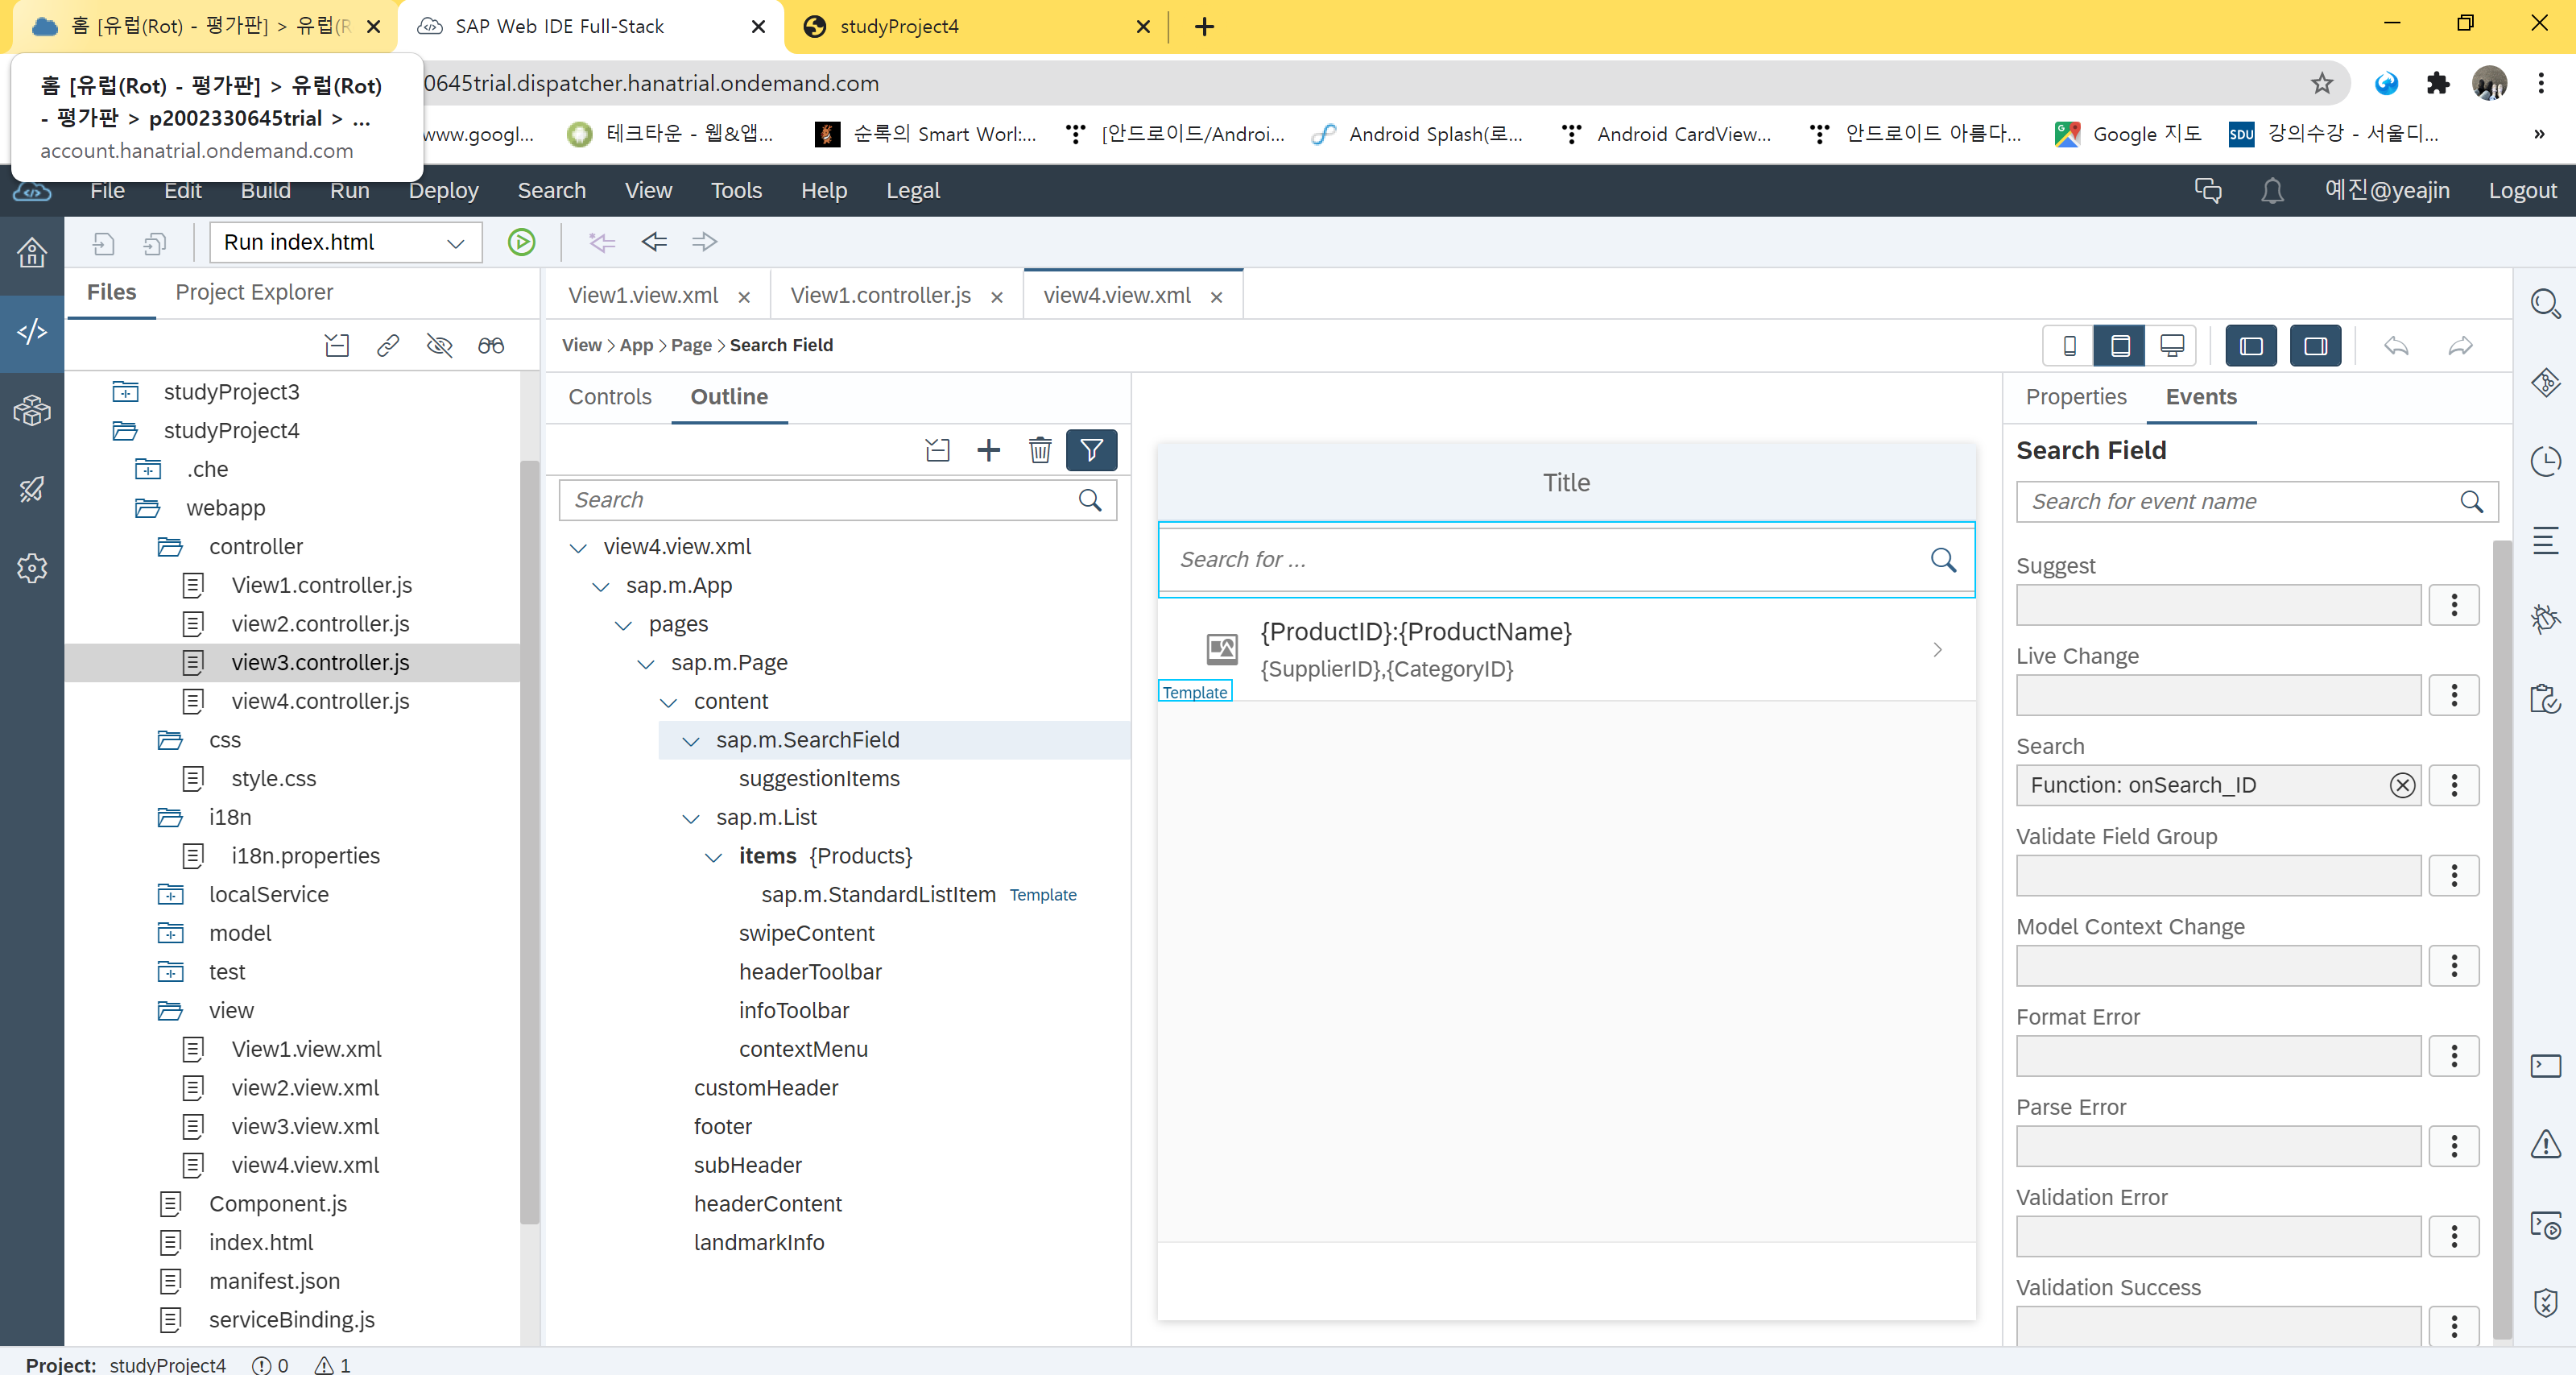 홈 [유럽(Rot) - 평가판] > 유럽(R
SAP Web IDE Full-Stack
studyProject4
홈 [유럽(Rot) - 평가판] > 유럽(Rot)
- 평가판 > p2002330645trial > ...
account.hanatrial.ondemand.com
0645trial.dispatcher.hanatrial.ondemand.com
www.googl...
테크타운 - 웹&앱...
순록의 Smart Worl:...
[안드로이드/Androi...
Android Splash(로...
Android CardView...
안드로이드 아름다...
Google 지도
SDU
강의수강 - 서울디...
»
File
Edit
Build
Run
Deploy
Search
View
Tools
Help
Legal
예진@yeajin
Logout
Run index.html
Files
Project Explorer
View1.view.xml
View1.controller.js
view4.view.xml
View > App > Page > Search Field
studyProject3
studyProject4
.che
webapp
controller
View1.controller.js
view2.controller.js
view3.controller.js
view4.controller.js
css
style.css
i18n
i18n.properties
localService
model
test
view
View1.view.xml
view2.view.xml
view3.view.xml
view4.view.xml
Component.js
index.html
manifest.json
serviceBinding.js
Controls
Outline
Search
view4.view.xml
sap.m.App
pages
sap.m.Page
content
sap.m.SearchField
suggestionItems
sap.m.List
items {Products}
sap.m.StandardListItem Template
swipeContent
headerToolbar
infoToolbar
contextMenu
customHeader
footer
subHeader
headerContent
landmarkInfo
Title
Search for ...
{ProductID}:{ProductName}
{SupplierID},{CategoryID}
Template
Properties
Events
Search Field
Search for event name
Suggest
Live Change
Search
Function: onSearch_ID
Validate Field Group
Model Context Change
Format Error
Parse Error
Validation Error
Validation Success
Project: studyProject4
0
1